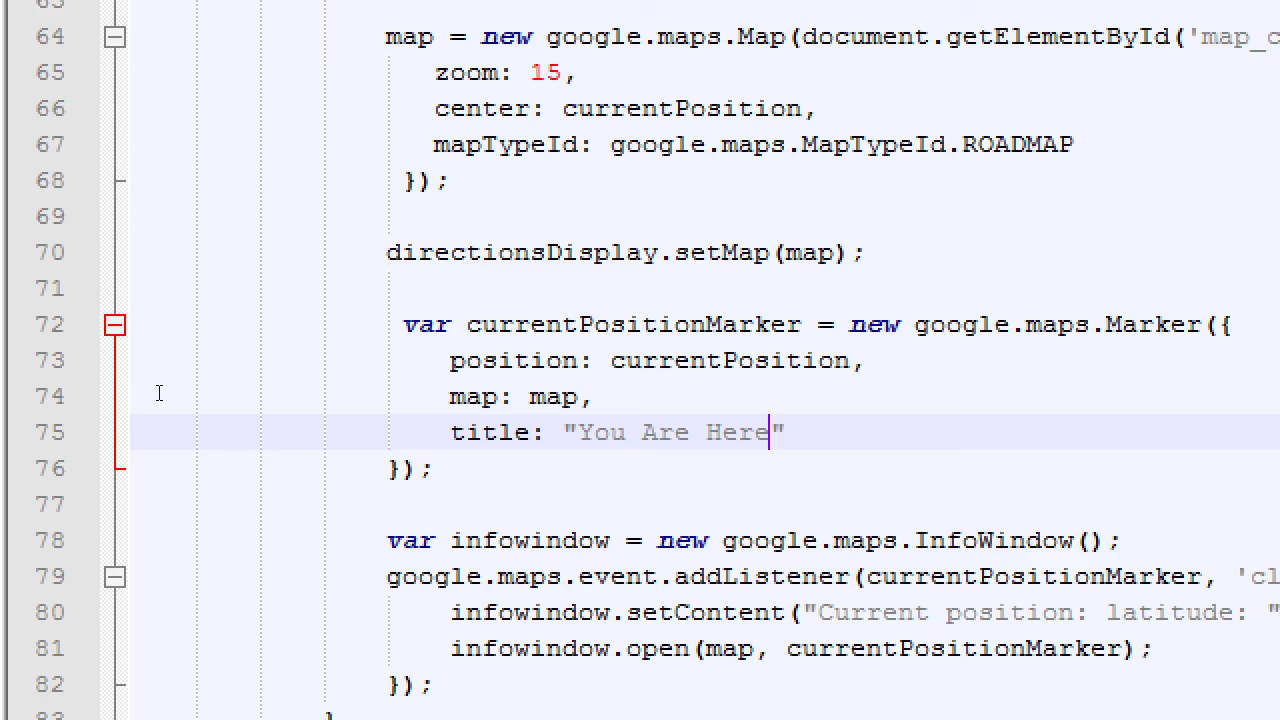 64 map = new google.maps.Map(document.getElementById('map_c
65 zoom: 15,
66 center: currentPosition,
67 mapTypeId: google.maps.MapTypeId.ROADMAP
68 });
69
70 directionsDisplay.setMap(map);
71
72 var currentPositionMarker = new google.maps.Marker({
73 position: currentPosition,
74 map: map,
75 title: "You Are Here"
76 });
77
78 var infowindow = new google.maps.InfoWindow();
79 google.maps.event.addListener(currentPositionMarker, 'cl
80 infowindow.setContent("Current position: latitude: "
81 infowindow.open(map, currentPositionMarker);
82 });
83 }